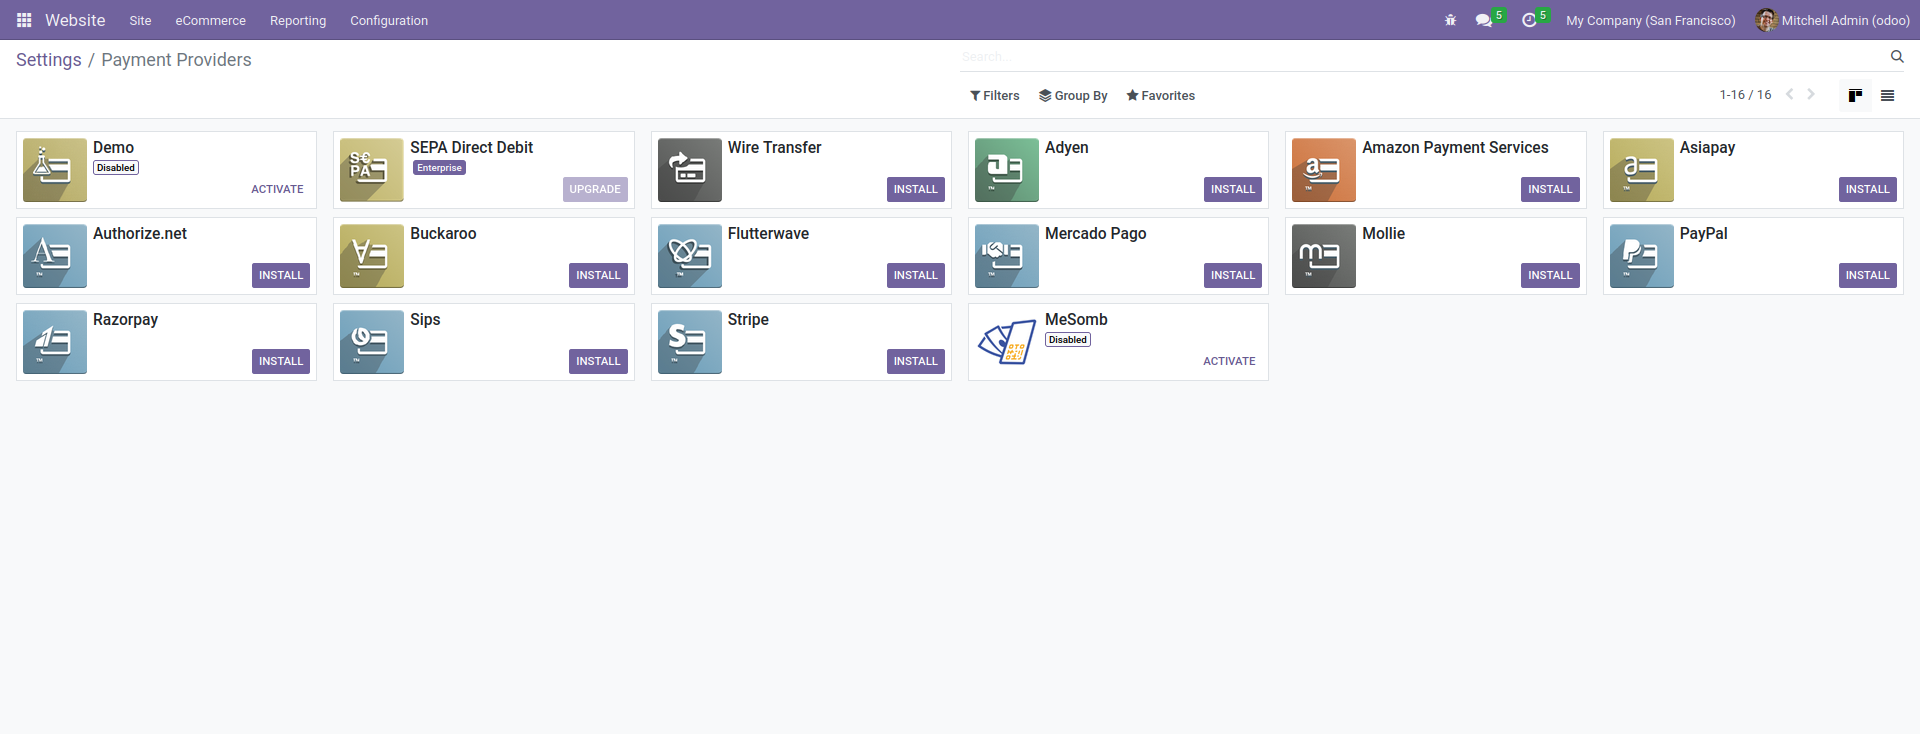 Website Site eCommerce Reporting Configuration 5 5 My Company (San Francisco) Mitchell Admin (odoo)
Settings / Payment Providers
Search...
Filters Group By Favorites 1-16 / 16
Demo
Disabled
ACTIVATE
SEPA Direct Debit
Enterprise
UPGRADE
Wire Transfer
INSTALL
Adyen
INSTALL
Amazon Payment Services
INSTALL
Asiapay
INSTALL
Authorize.net
INSTALL
Buckaroo
INSTALL
Flutterwave
INSTALL
Mercado Pago
INSTALL
Mollie
INSTALL
PayPal
INSTALL
Razorpay
INSTALL
Sips
INSTALL
Stripe
INSTALL
MeSomb
Disabled
ACTIVATE